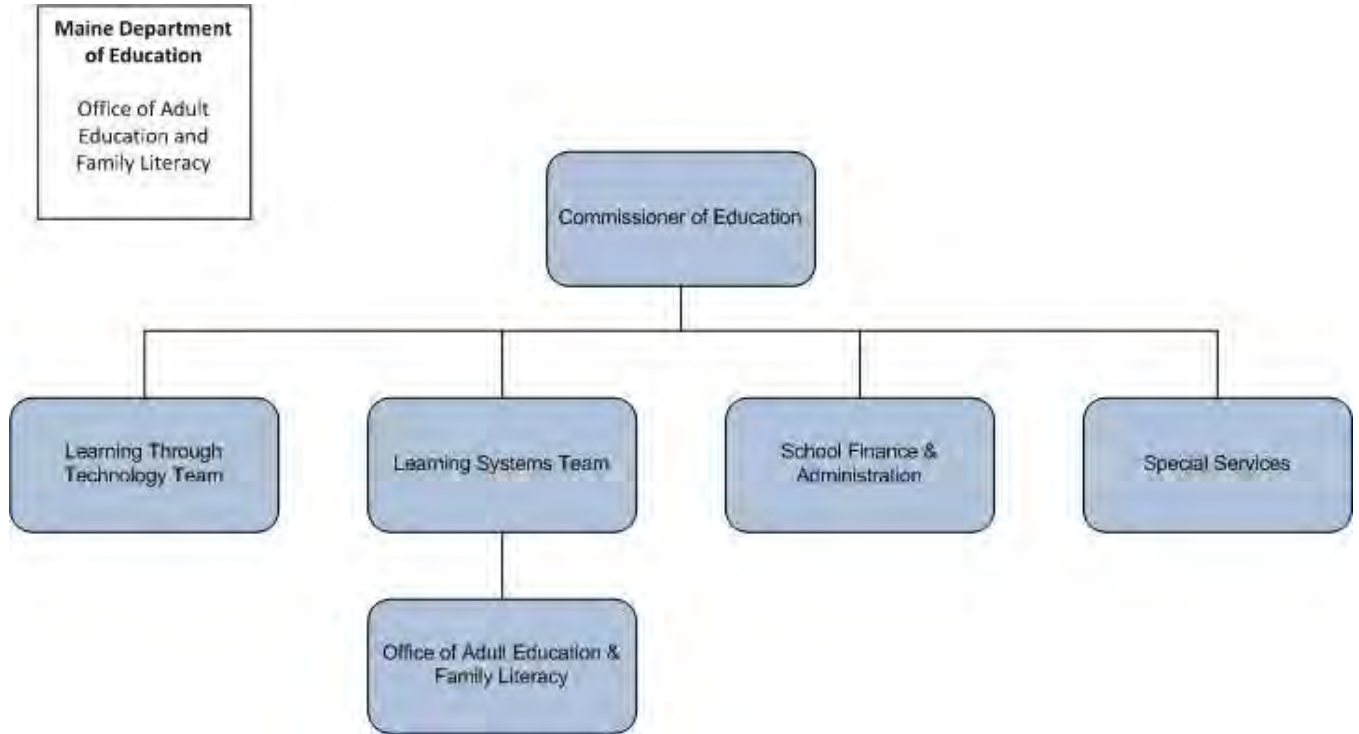 Maine Department
of Education
Office of Adult
Education and
Family Literacy
Commissioner of Education
Learning Through
Technology Team
Learning Systems Team
School Finance &
Administration
Special Services
Office of Adult Education &
Family Literacy